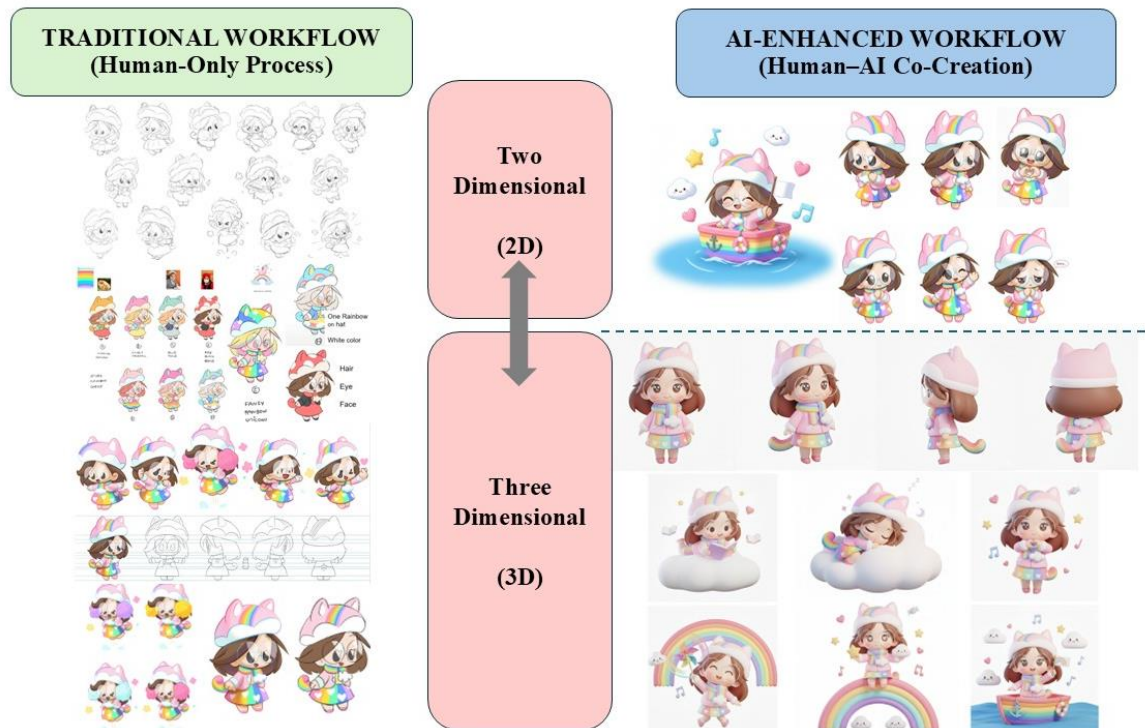 TRADITIONAL WORKFLOW
(Human-Only Process)
AI-ENHANCED WORKFLOW
(Human–AI Co-Creation)
Two
Dimensional
(2D)
Three
Dimensional
(3D)
One Rainbow
on hat
White color
Hair
Eye
Face